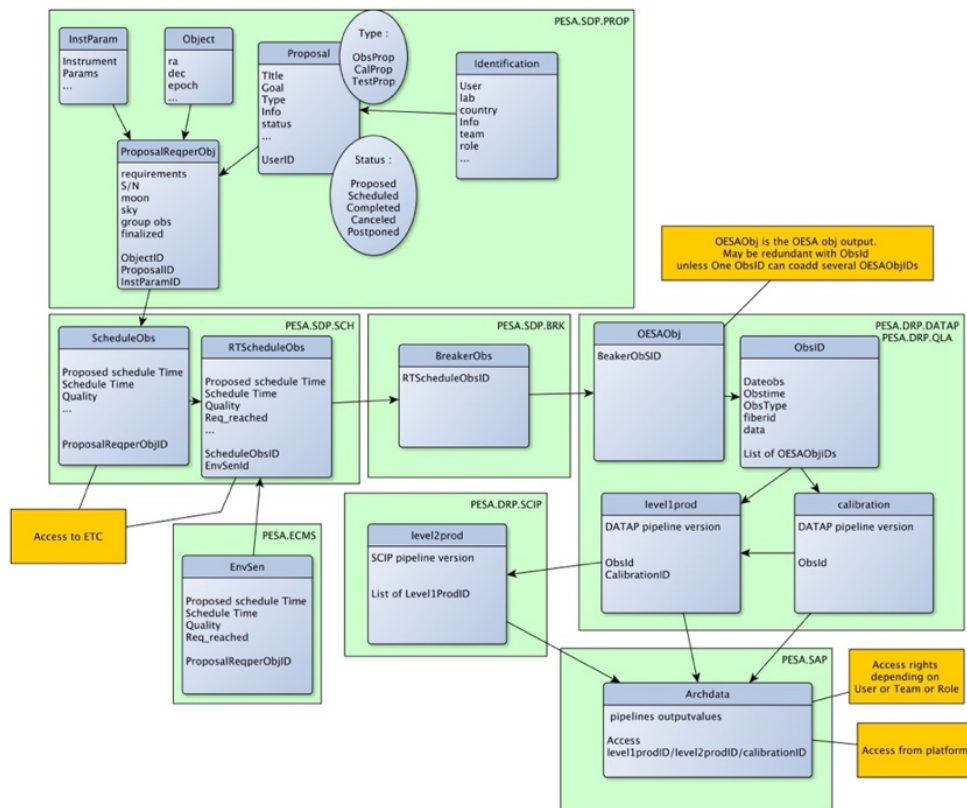 PESA.SDP.PROP
InstParam
Instrument
Params
...
Object
ra
dec
epoch
...
Proposal
TItle
Goal
Type
Info
status
...
UserID
Type :
ObsProp
CalProp
TestProp
Identification
User
lab
country
Info
team
role
...
Status :
Proposed
Scheduled
Completed
Canceled
Postponed
ProposalReqperObj
requirements
S/N
moon
sky
group obs
finalized
ObjectID
ProposalID
InstParamID
OESAObj is the OESA obj output.
May be redundant with ObsId
unless One ObsID can coadd several OESAObjIDs
PESA.SDP.SCH
ScheduleObs
Proposed schedule Time
Schedule Time
Quality
...
ProposalReqperObjID
RTScheduleObs
Proposed schedule Time
Schedule Time
Quality
Req_reached
...
ScheduleObsID
EnvSenId
PESA.SDP.BRK
BreakerObs
RTScheduleObsID
PESA.DRP.DATAP
PESA.DRP.QLA
OESAObj
BeakerObSID
ObsID
Dateobs
Obstime
ObsType
fiberid
data
List of OESAObjIDs
level1prod
DATAP pipeline version
ObsId
CalibrationID
calibration
DATAP pipeline version
ObsId
Access to ETC
PESA.ECMS
EnvSen
Proposed schedule Time
Schedule Time
Quality
Req_reached
ProposalReqperObjID
PESA.DRP.SCIP
level2prod
SCIP pipeline version
List of Level1ProdID
PESA.SAP
Archdata
pipelines outputvalues
Access
level1prodID/level2prodID/calibrationID
Access rights
depending on
User or Team or Role
Access from platform